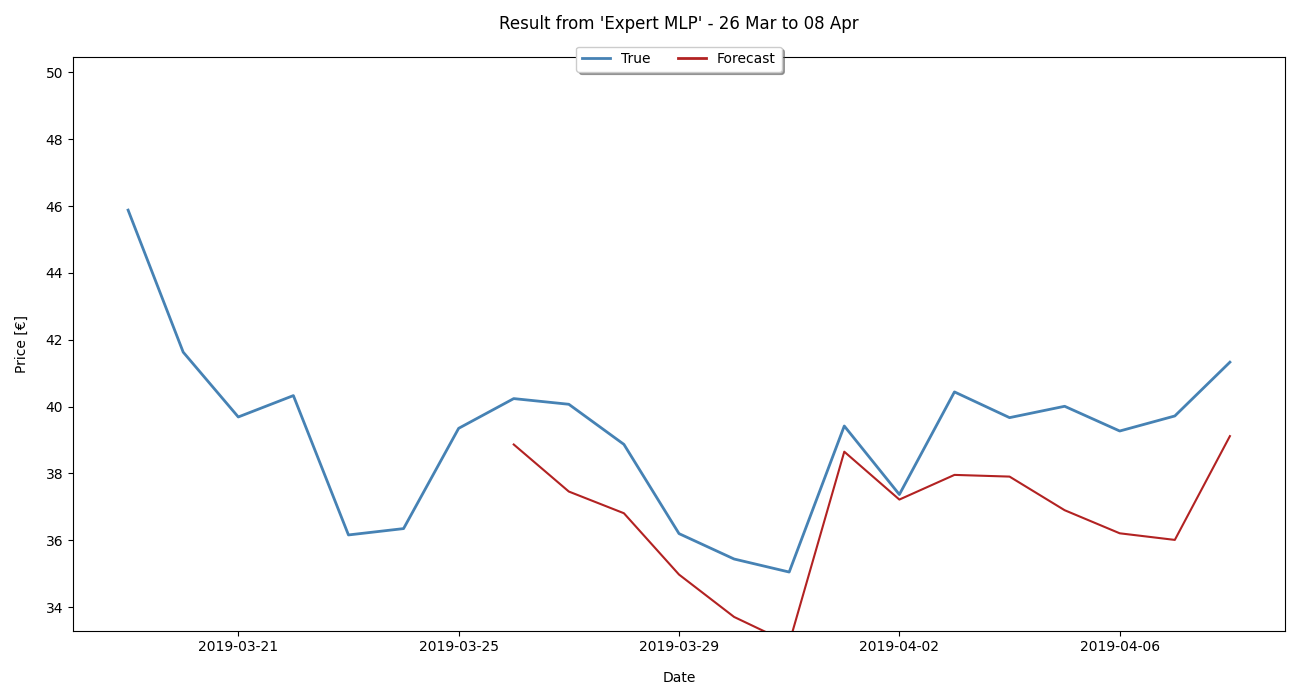 Result from 'Expert MLP' - 26 Mar to 08 Apr
True Forecast
50
48
46
44
42
40
38
36
34
Price [€]
2019-03-21 2019-03-25 2019-03-29 2019-04-02 2019-04-06
Date